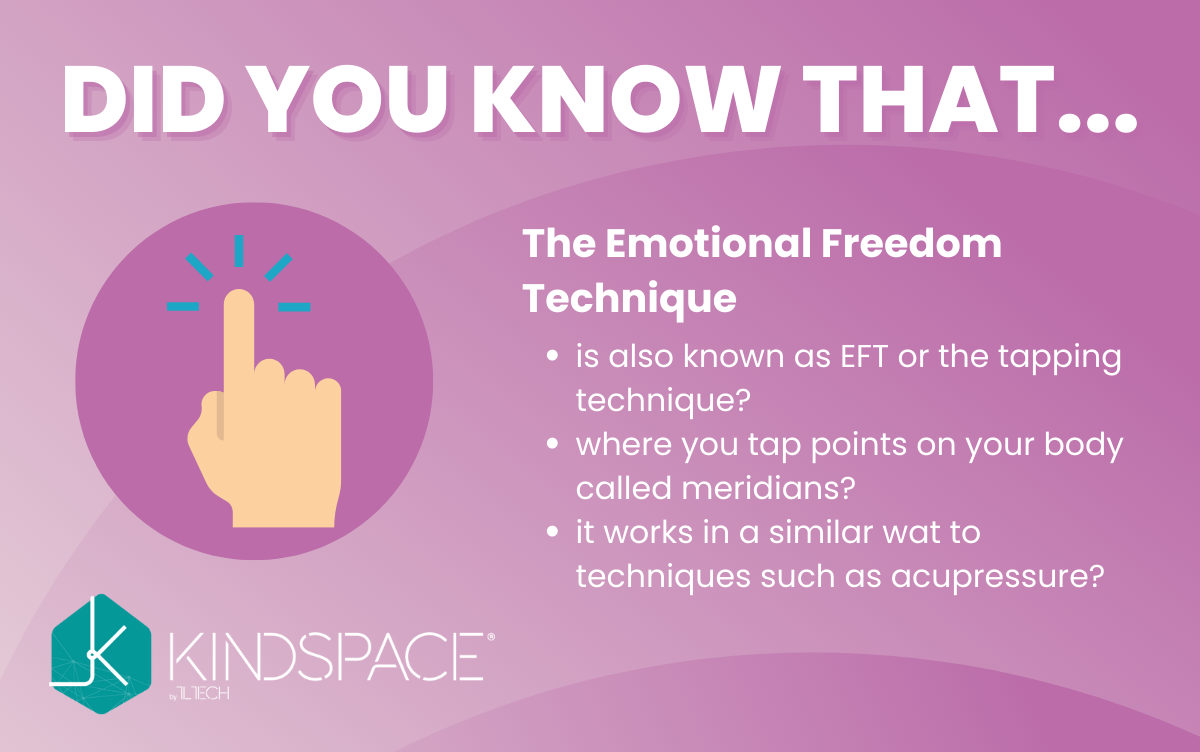 DID YOU KNOW THAT...
The Emotional Freedom
Technique
• is also known as EFT or the tapping
technique?
• where you tap points on your body
called meridians?
• it works in a similar wat to
techniques such as acupressure?
KINDSPACE®
by TLTECH